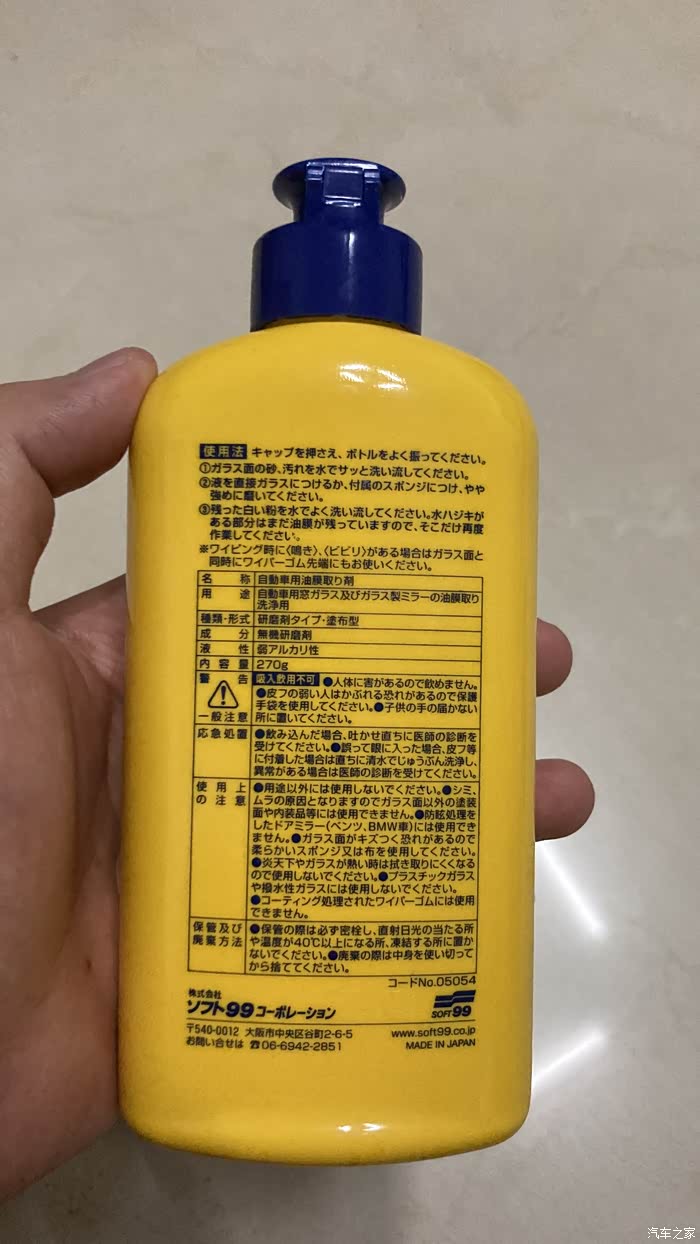 使用法 キャップを押さえ、ボトルをよく振ってください。
①ガラス面の砂、汚れを水でサッと洗い流してください。
②液を直接ガラスにつけるか、付属のスポンジにつけ、やや
強めに磨いてください。
③残った白い粉を水でよく洗い流してください。水ハジキが
ある部分はまだ油膜が残っていますので、そこだけ再度
作業してください。
※ワイピング時に〈鳴き〉、〈ビビリ〉がある場合はガラス面と
同時にワイパーゴム先端にもお使いください。
名称 自動車用油膜取り剤
用途 自動車用窓ガラス及びガラス製ミラーの油膜取り
洗浄用
種類・形式 研磨剤タイプ・塗布型
成分 無機研磨剤
液性 弱アルカリ性
内容量 270g
警告 吸入飲用不可 ●人体に害があるので飲めません。
●皮フの弱い人はかぶれる恐れがあるので保護
手袋を使用してください。●子供の手の届かない
一般注意 所に置いてください。
応急処置 ●飲み込んだ場合、吐かせ直ちに医師の診断を
受けてください。●誤って眼に入った場合、皮フ等
に付着した場合は直ちに清水でじゅうぶん洗浄し、
異常がある場合は医師の診断を受けてください。
使用上 ●用途以外には使用しないでください。●シミ、
の注意 ムラの原因となりますのでガラス面以外の塗装
面や内装品等には使用できません。●防眩処理を
したドアミラー(ベンツ、BMW車)には使用でき
ません。●ガラス面がキズつく恐れがあるので
柔らかいスポンジ又は布を使用してください。
●炎天下やガラスが熱い時は拭き取りにくくなる
ので使用しないでください。●プラスチックガラス
や撥水性ガラスには使用しないでください。
●コーティング処理されたワイパーゴムには使用
できません。
保管及び ●保管の際は必ず密栓し、直射日光の当たる所
廃棄方法 や温度が40℃以上になる所、凍結する所に置か
ないでください。●廃棄の際は中身を使い切って
から捨ててください。
コードNo.05054
株式会社
ソフト99コーポレーション
SOFT99
〒540-0012 大阪市中央区谷町2-6-5 www.soft99.co.jp
お問い合せは ☎06-6942-2851 MADE IN JAPAN
汽车之家